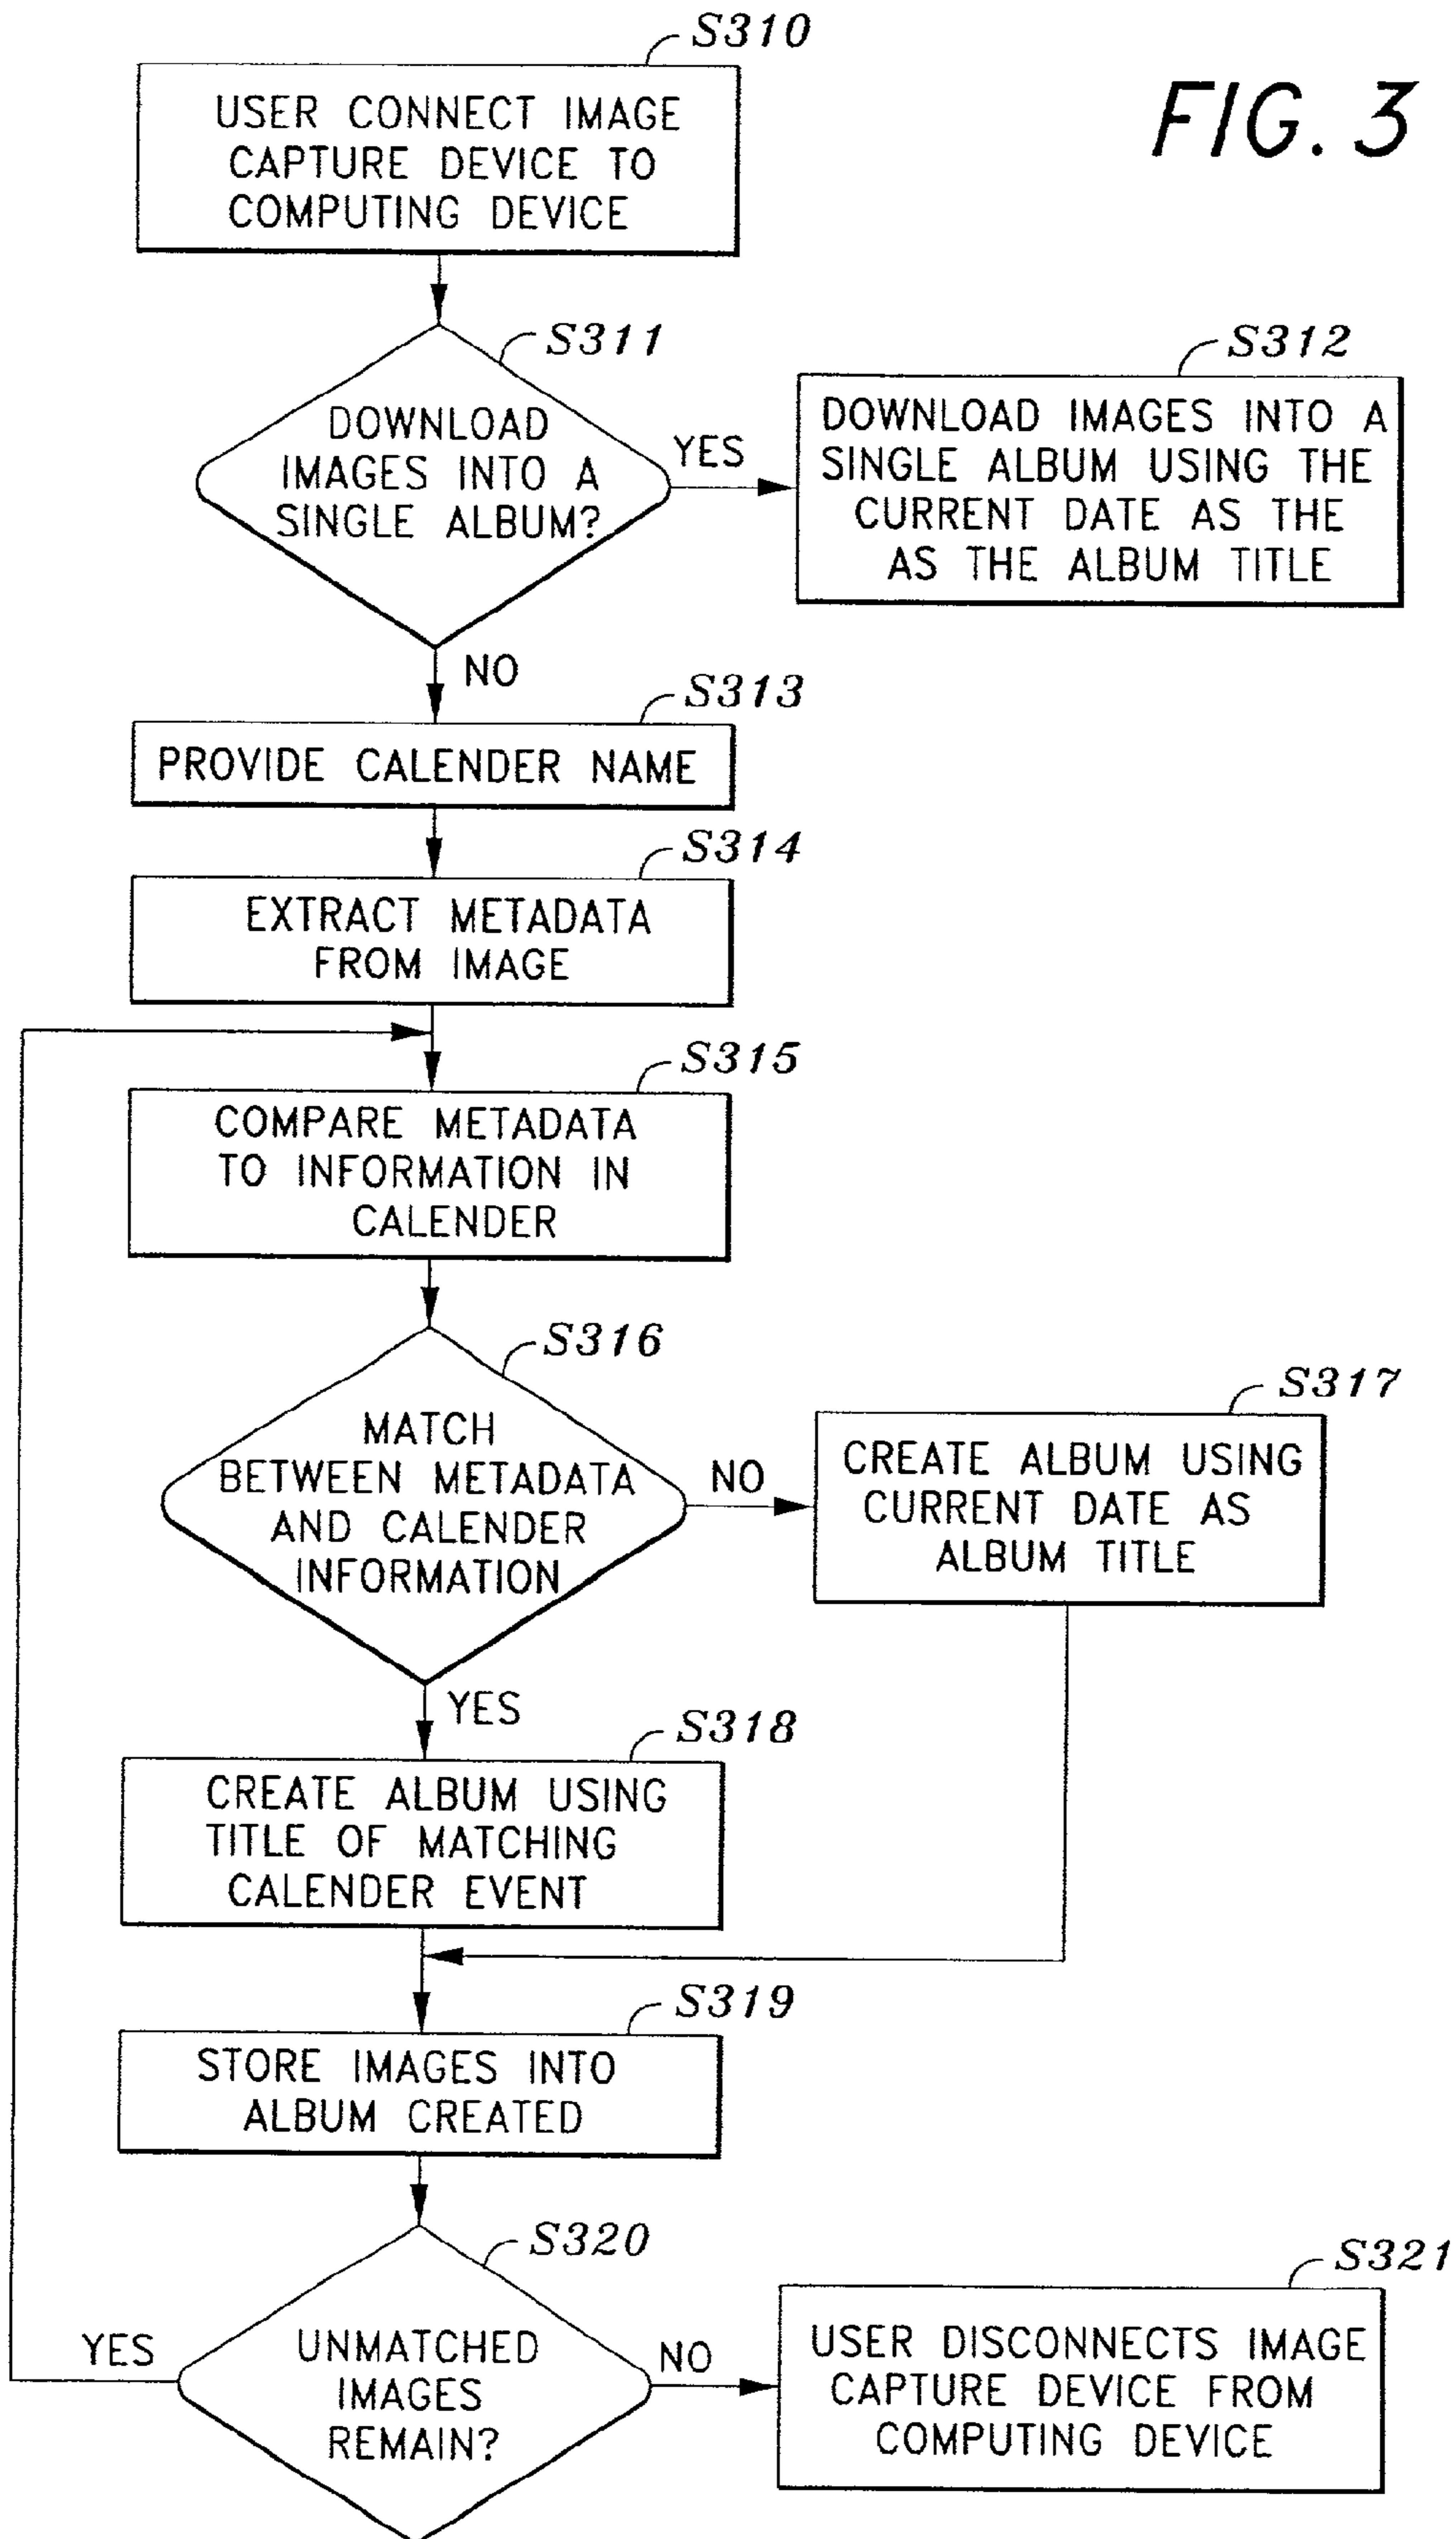 FIG. 3
S310
USER CONNECT IMAGE
CAPTURE DEVICE TO
COMPUTING DEVICE
S311
DOWNLOAD
IMAGES INTO A
SINGLE ALBUM?
YES
S312
DOWNLOAD IMAGES INTO A
SINGLE ALBUM USING THE
CURRENT DATE AS THE
AS THE ALBUM TITLE
NO
S313
PROVIDE CALENDER NAME
S314
EXTRACT METADATA
FROM IMAGE
S315
COMPARE METADATA
TO INFORMATION IN
CALENDER
S316
MATCH
BETWEEN METADATA
AND CALENDER
INFORMATION
NO
S317
CREATE ALBUM USING
CURRENT DATE AS
ALBUM TITLE
YES
S318
CREATE ALBUM USING
TITLE OF MATCHING
CALENDER EVENT
S319
STORE IMAGES INTO
ALBUM CREATED
S320
YES
UNMATCHED
IMAGES
REMAIN?
NO
S321
USER DISCONNECTS IMAGE
CAPTURE DEVICE FROM
COMPUTING DEVICE